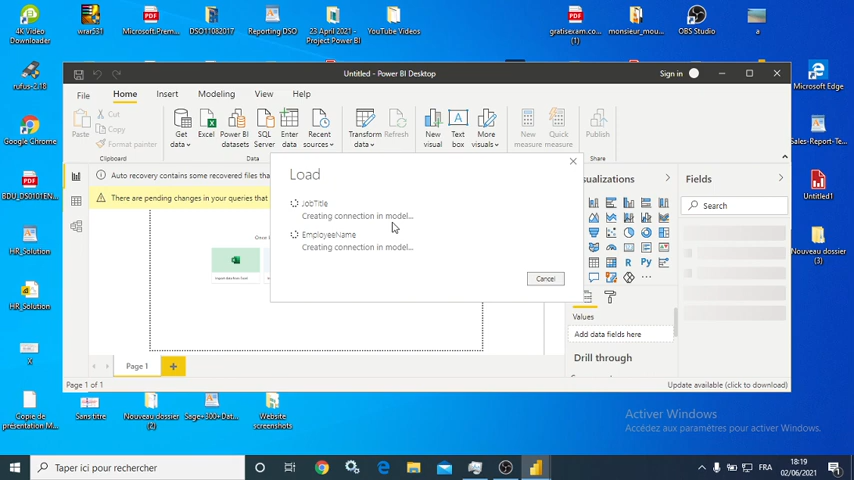 4K Video
Downloader
wrar531
Microsoft.Prem...
DSO11082017
Reporting DSO
23 April 2021 -
Project Power BI
YouTube Videos
gratisexam.co...
(1)
monsieur_mou...
OBS Studio
a
rufus-2.18
Google Chrome
BDU_DS0101EN...
HR_Solution
HR_Solution
X
Copie de
presentation M...
Sans titre
Nouveau dossier
(2)
Sage+300+Dat...
Website
screenshots
Microsoft Edge
Sales-Report-Te...
Untitled1
Nouveau dossier
(3)
Untitled - Power BI Desktop
Sign in
File
Home
Insert
Modeling
View
Help
Paste
Cut
Copy
Format painter
Clipboard
Get
data
Excel
Power BI
datasets
SQL
Server
Enter
data
Recent
sources
Data
Transform
data
Refresh
New
visual
Text
box
More
visuals
New
measure
Quick
measure
Publish
Share
Auto recovery contains some recovered files tha
There are pending changes in your queries that
Once
Load
JobTitle
Creating connection in model...
EmployeeName
Creating connection in model...
Cancel
isualizations
Fields
Search
R
Py
Values
Add data fields here
Drill through
Page 1
Page 1 of 1
Update available (click to download)
Activer Windows
Accédez aux paramètres pour activer Windows.
Taper ici pour rechercher
FRA
18:19
02/06/2021
1